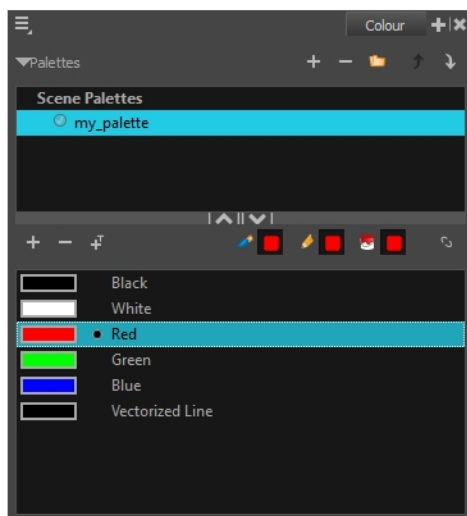 Colour
Palettes
Scene Palettes
my_palette
Black
White
Red
Green
Blue
Vectorized Line